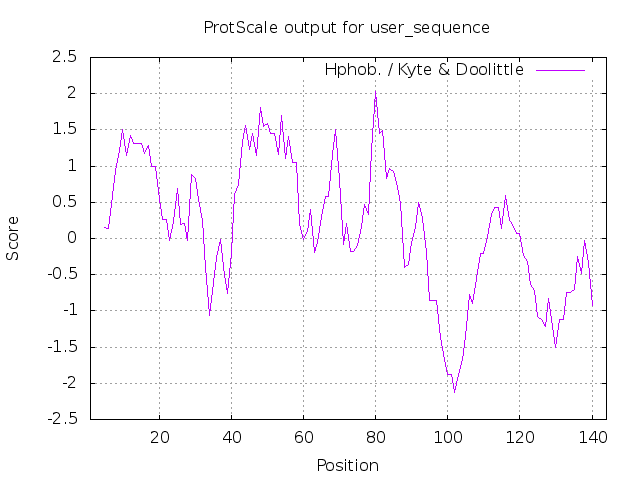 ProtScale output for user_sequence
Hphob. / Kyte & Doolittle
2.5
2
1.5
1
0.5
0
-0.5
-1
-1.5
-2
-2.5
Score
20 40 60 80 100 120 140
Position